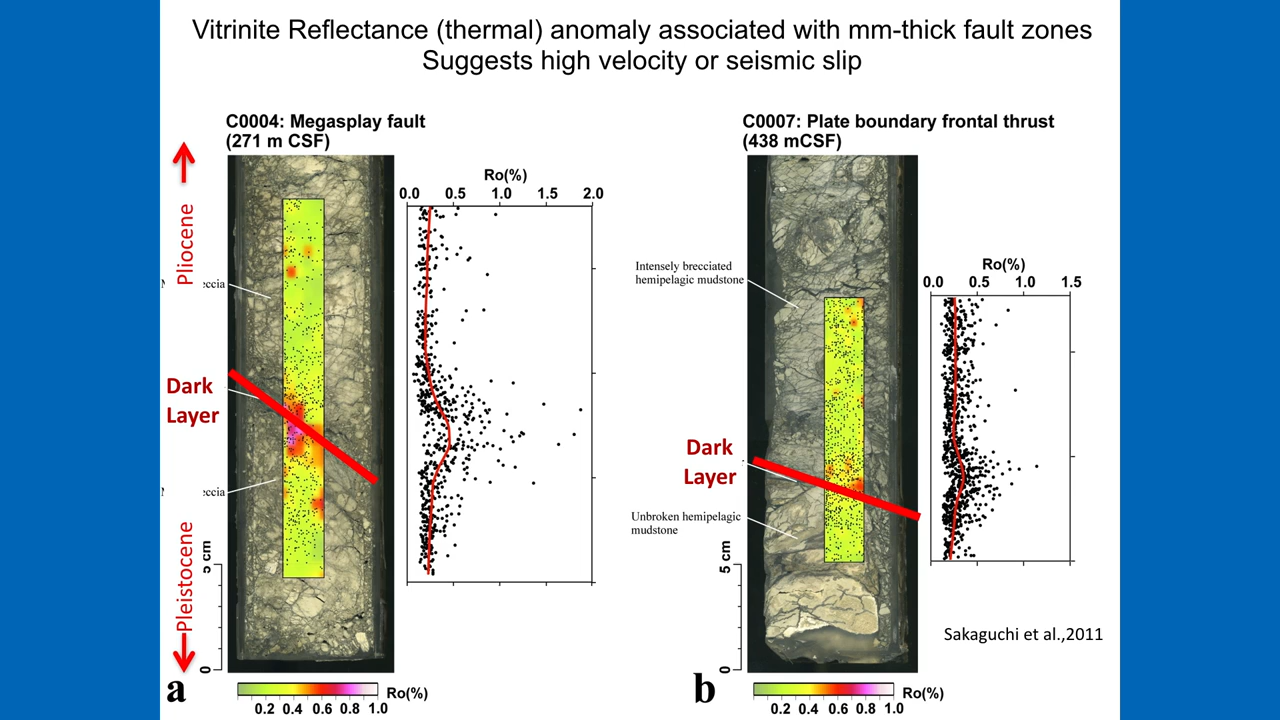 Vitrinite Reflectance (thermal) anomaly associated with mm-thick fault zones
Suggests high velocity or seismic slip
C0004: Megasplay fault
(271 m CSF)
Ro(%)
0.0 0.5 1.0 1.5 2.0
Pliocene
eccia
Dark
Layer
eccia
Pleistocene
5 cm
0
a
Ro(%)
0.2 0.4 0.6 0.8 1.0
C0007: Plate boundary frontal thrust
(438 mCSF)
Intensely brecciated
hemipelagic mudstone
Ro(%)
0.0 0.5 1.0 1.5
Dark
Layer
Unbroken hemipelagic
mudstone
5 cm
0
b
Ro(%)
0.2 0.4 0.6 0.8 1.0
Sakaguchi et al.,2011